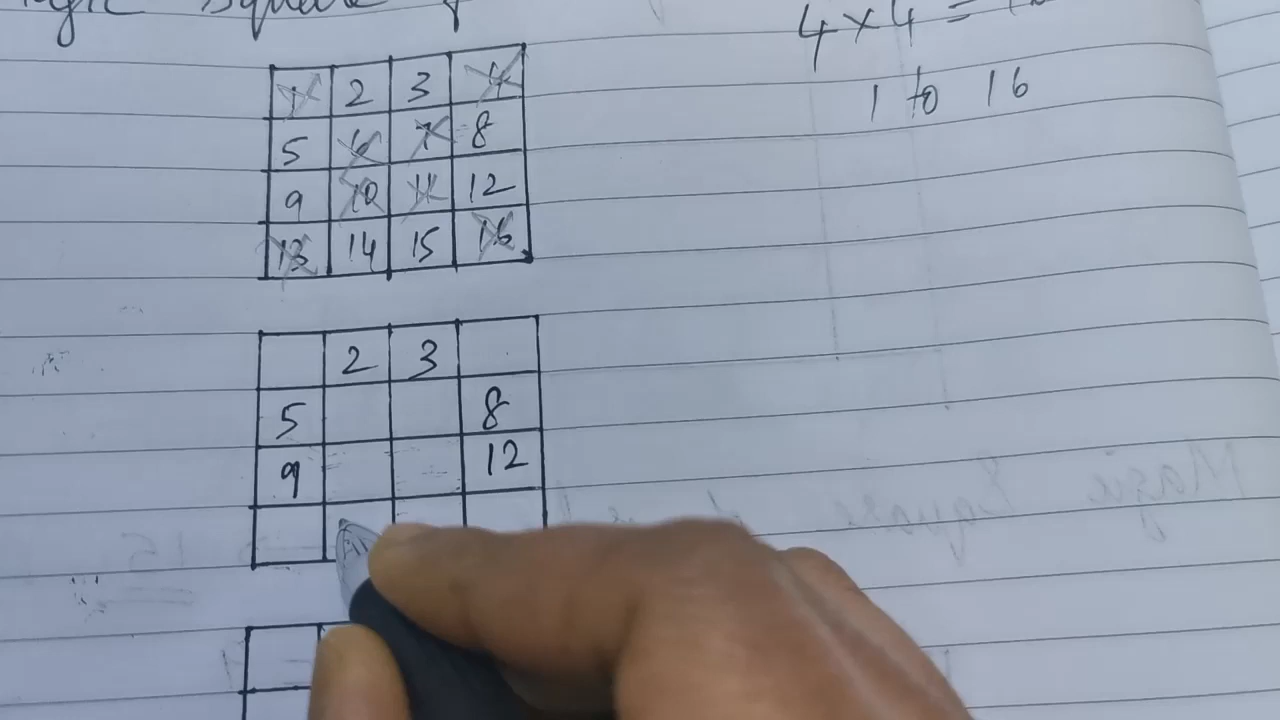 Square
4 x 4 =
1 to 16
1 2 3 4
5 6 7 8
9 10 11 12
13 14 15 16
2 3
5 8
9 12